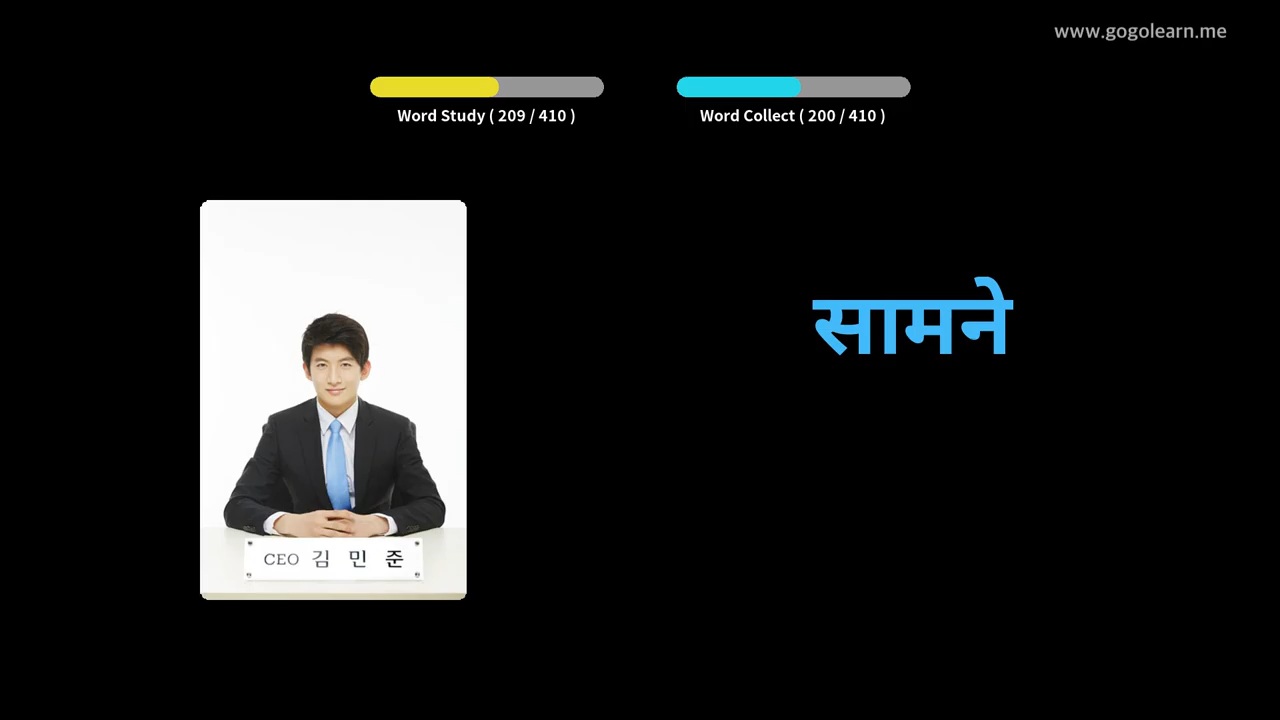 www.gogolearn.me
Word Study ( 209 / 410 )
Word Collect ( 200 / 410 )
सामने
CEO 김 민 준